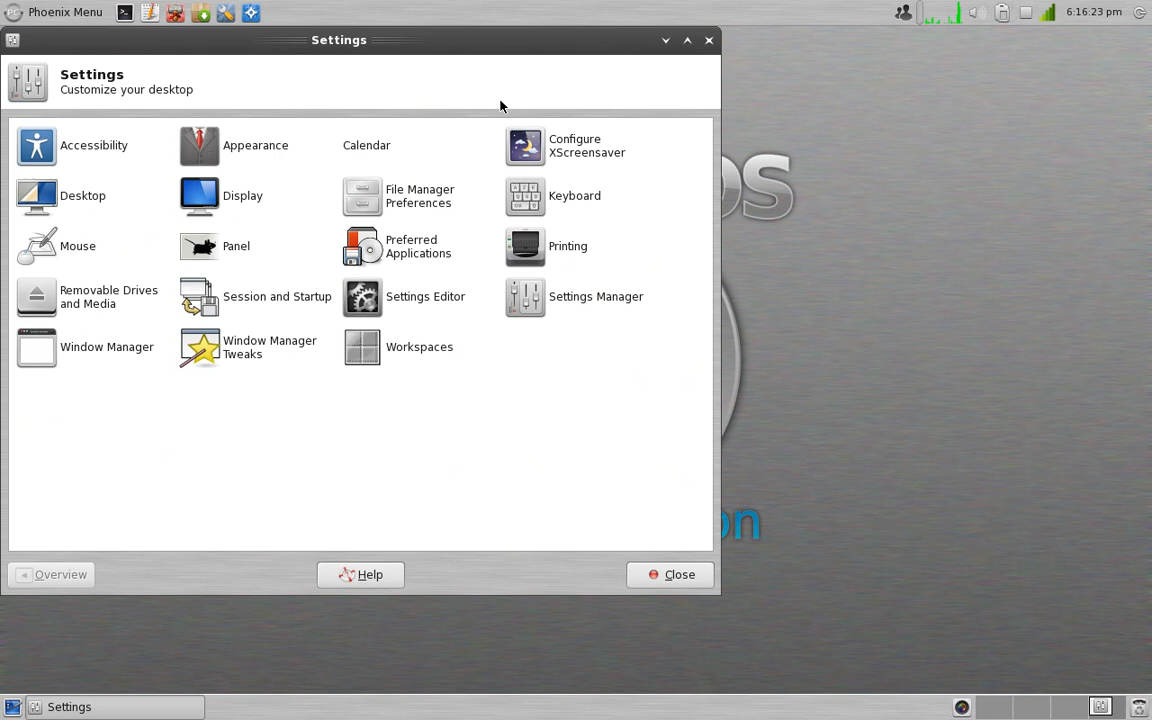 Phoenix Menu
6:16:23 pm
Settings
Settings
Customize your desktop
Accessibility
Appearance
Calendar
Configure
XScreensaver
Desktop
Display
File Manager
Preferences
Keyboard
Mouse
Panel
Preferred
Applications
Printing
Removable Drives
and Media
Session and Startup
Settings Editor
Settings Manager
Window Manager
Window Manager
Tweaks
Workspaces
Overview
Help
Close
Settings